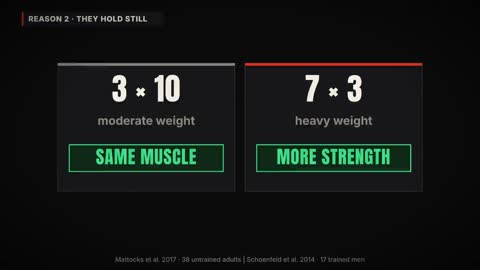 REASON 2 · THEY HOLD STILL
3 × 10
moderate weight
SAME MUSCLE
7 × 3
heavy weight
MORE STRENGTH
Mattocks et al. 2017 · 38 untrained adults | Schoenfeld et al. 2014 · 17 trained men